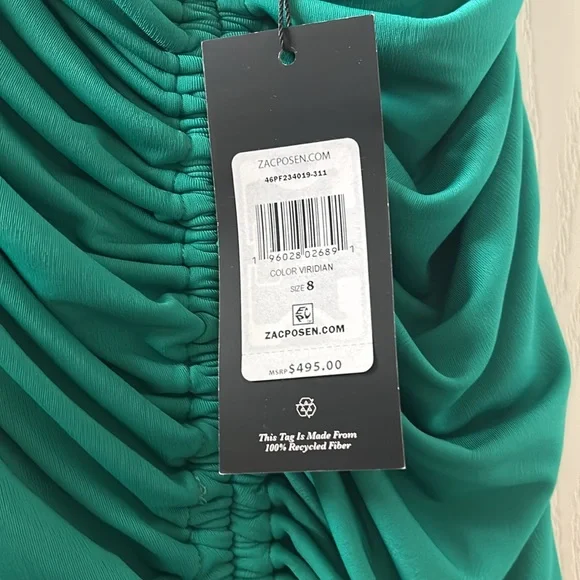 ZACPOSEN.COM
46PF234019-311
1 96028 02689 1
COLOR VIRIDIAN
SIZE 8
ZACPOSEN.COM
MSRP $495.00
This Tag Is Made From
100% Recycled Fiber